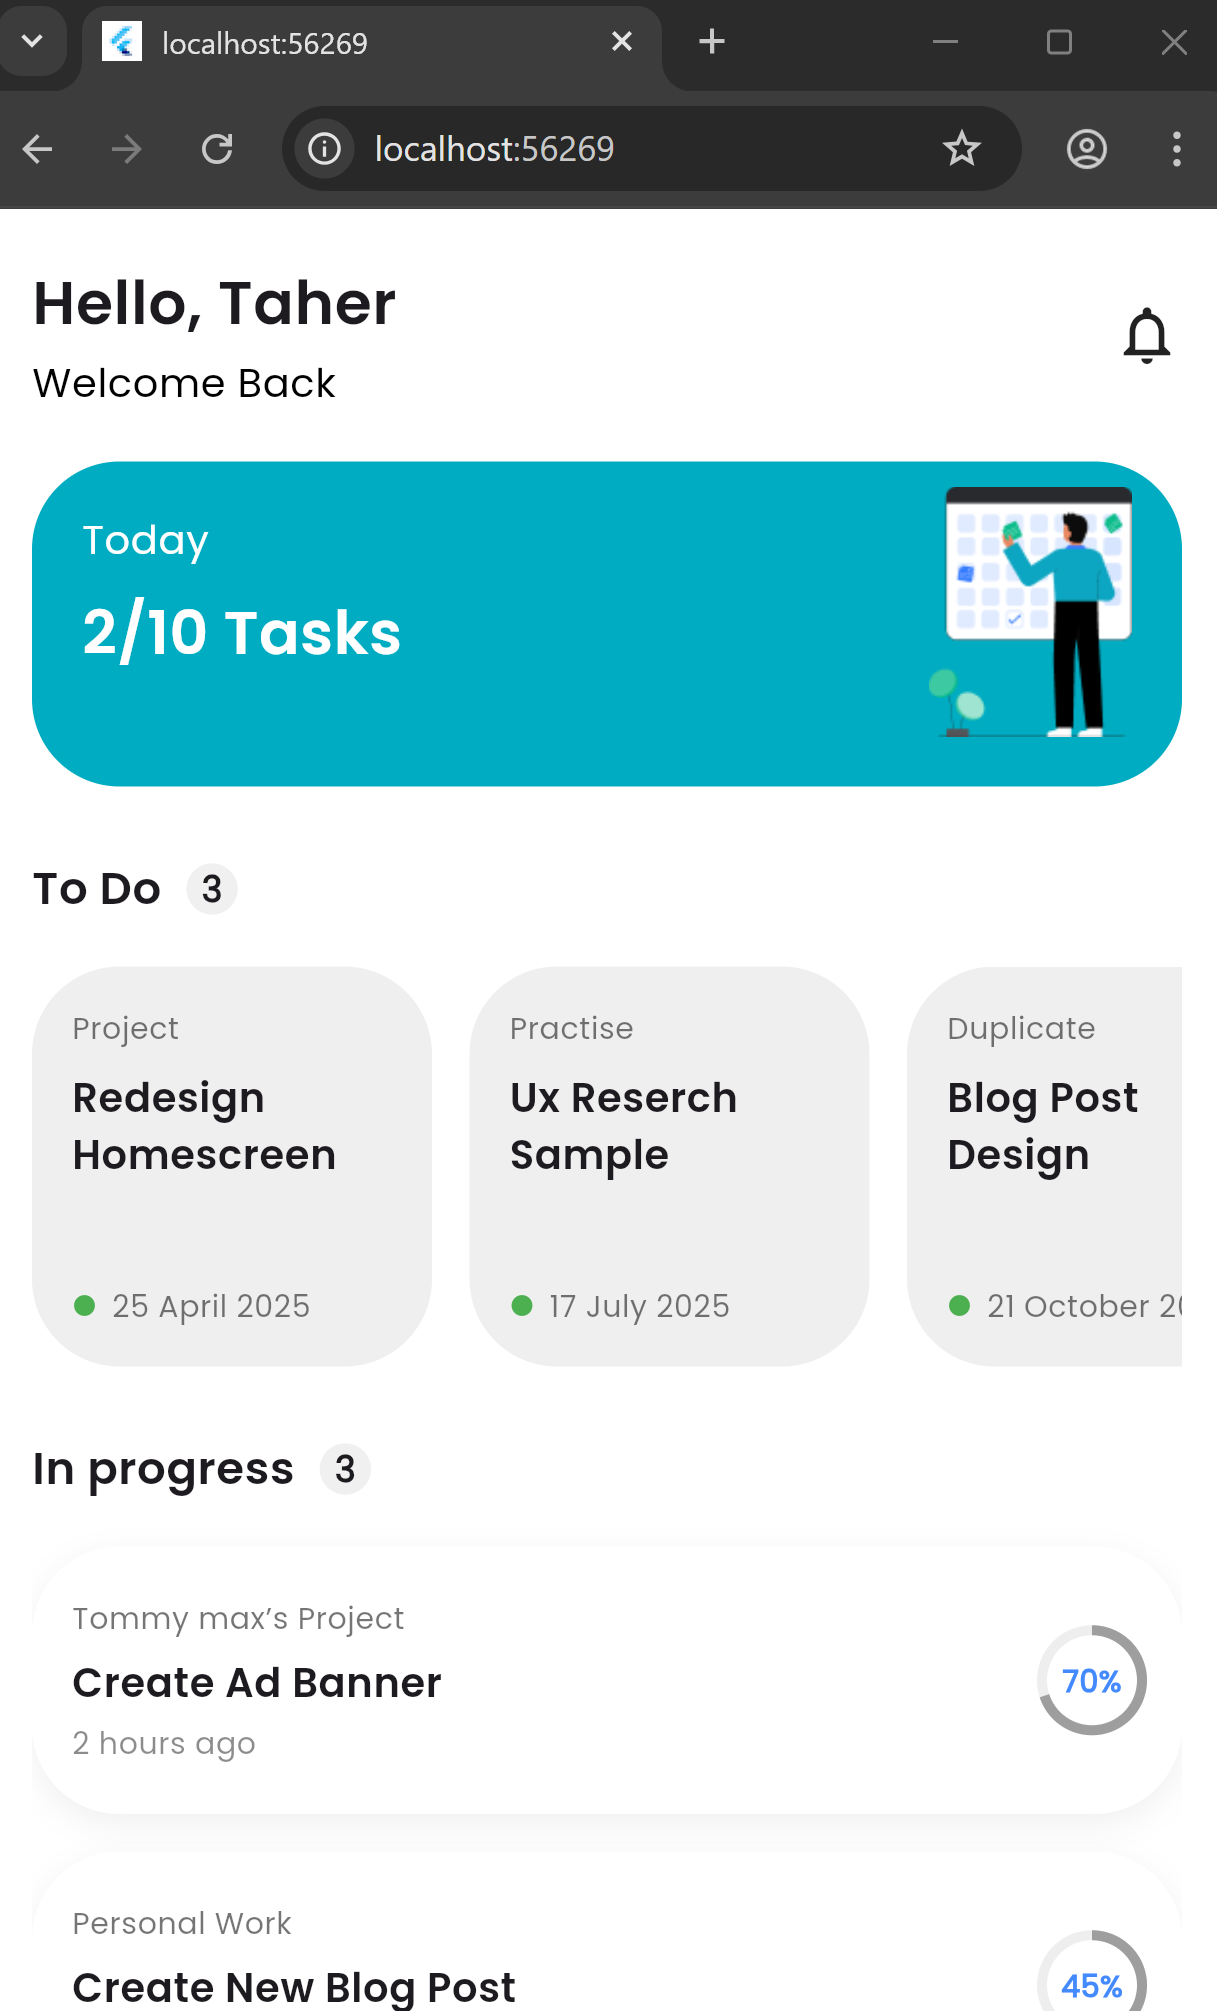 localhost:56269
localhost:56269
Hello, Taher
Welcome Back
Today
2/10 Tasks
To Do 3
Project
Redesign
Homescreen
25 April 2025
Practise
Ux Reserch
Sample
17 July 2025
Duplicate
Blog Post
Design
21 October
In progress 3
Tommy max’s Project
Create Ad Banner
2 hours ago
70%
Personal Work
Create New Blog Post
45%